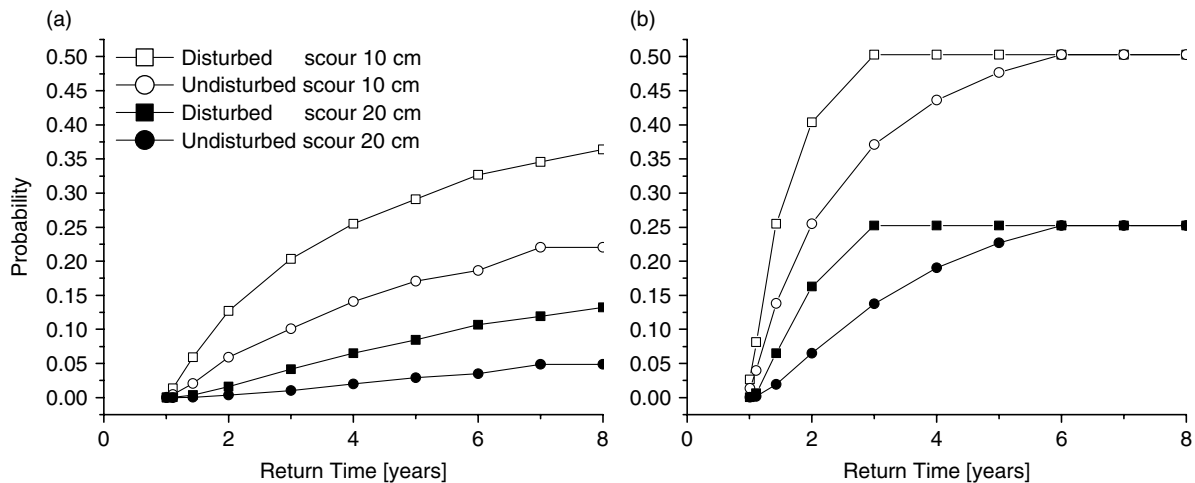 (a)
Disturbed scour 10 cm
Undisturbed scour 10 cm
Disturbed scour 20 cm
Undisturbed scour 20 cm
Probability
0.50
0.45
0.40
0.35
0.30
0.25
0.20
0.15
0.10
0.05
0.00
0 2 4 6 8
Return Time [years]
(b)
0.50
0.45
0.40
0.35
0.30
0.25
0.20
0.15
0.10
0.05
0.00
0 2 4 6 8
Return Time [years]